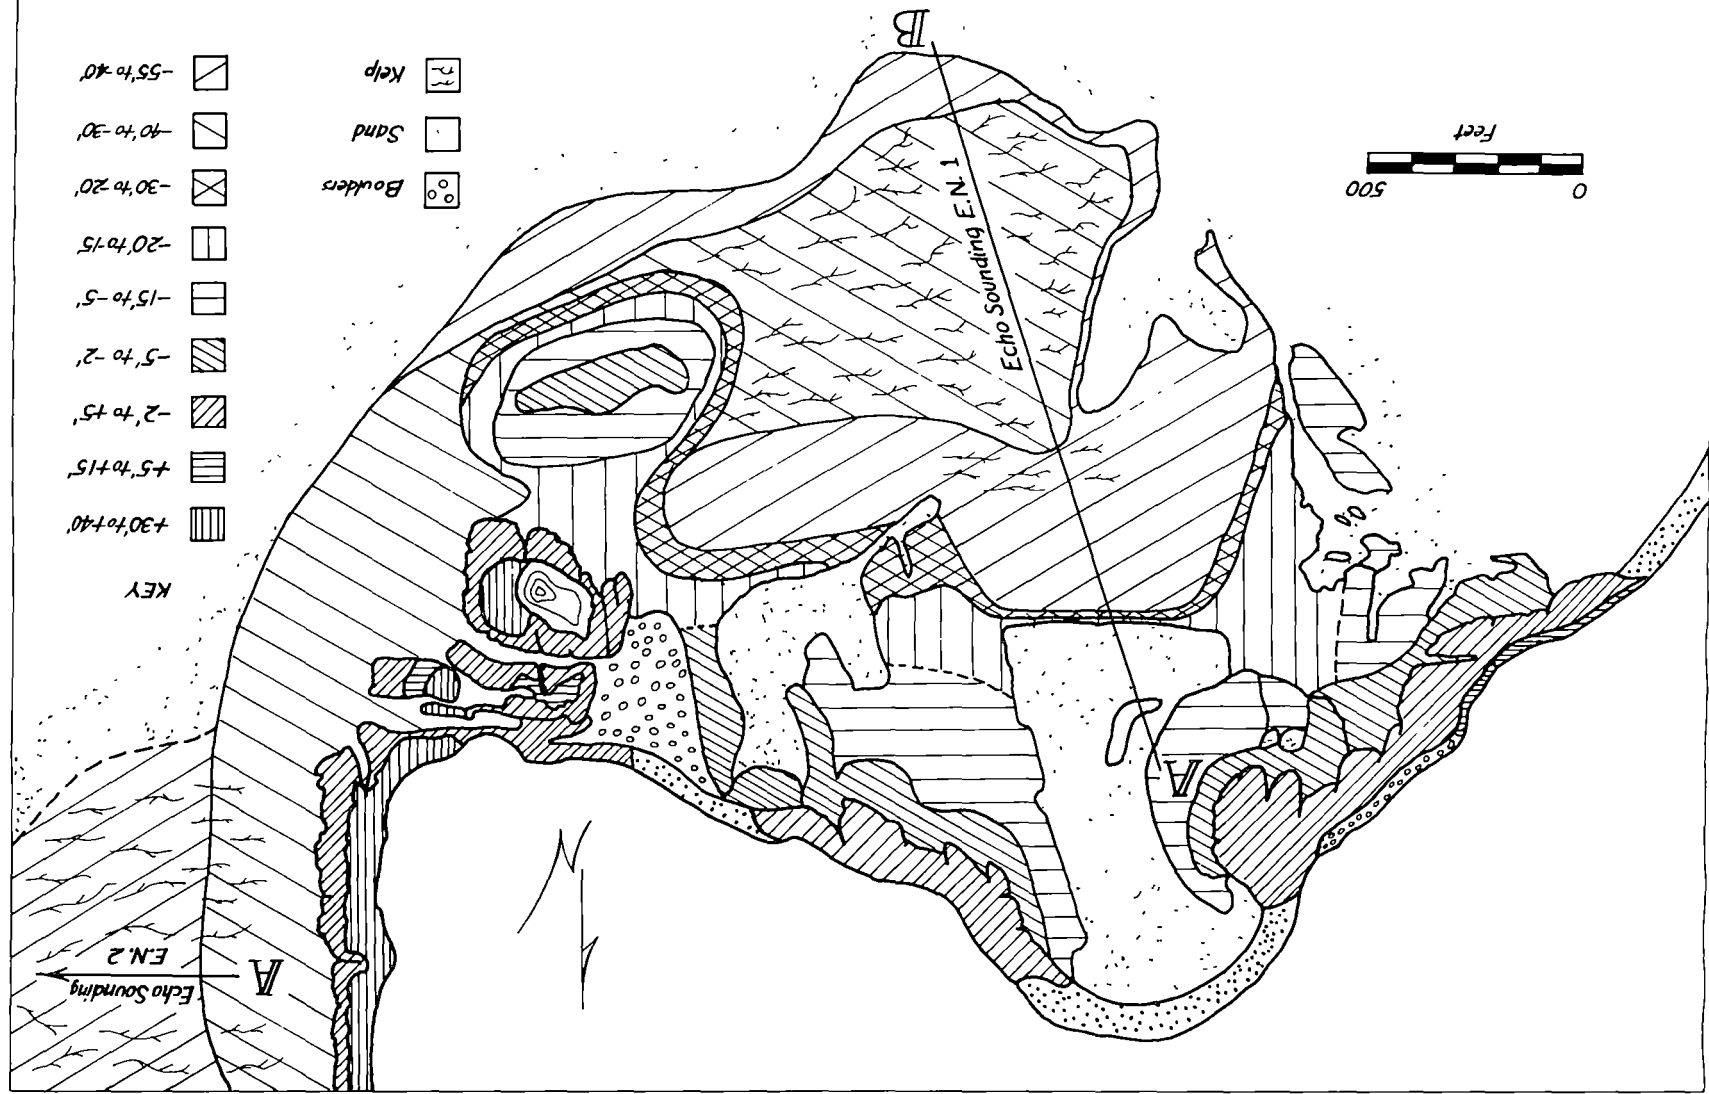 A
Echo Sounding
E.N. 2
A
Echo Sounding E.N. 1
B
N
KEY
+30' to +40'
+5' to +15'
-2' to +5'
-5' to -2'
-15' to -5'
-20' to -15
-30' to 20'
-40' to -30'
-55' to 40'
Boulders
Sand
Kelp
0 500
Feet